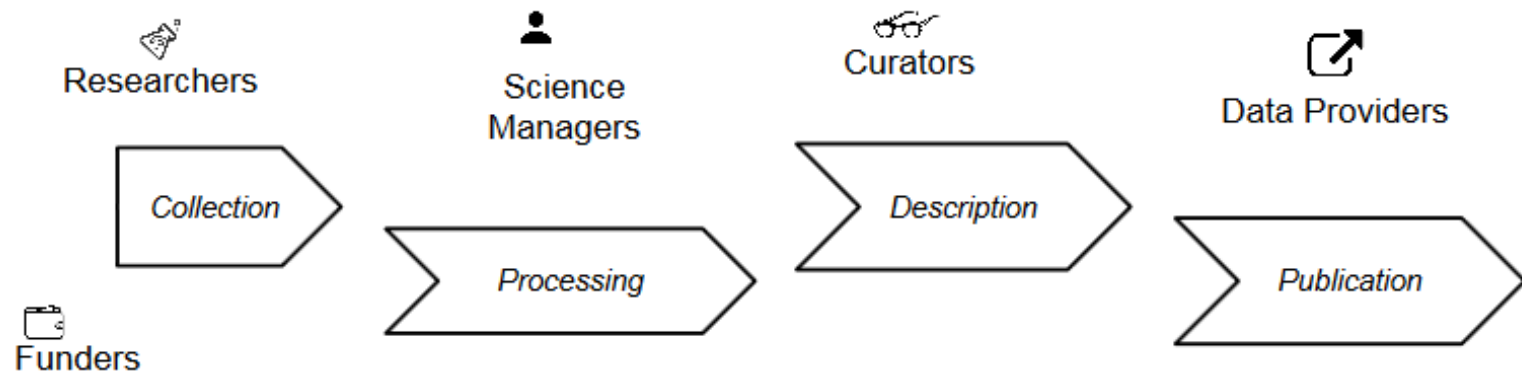 Researchers
Science
Managers
Curators
Data Providers
Collection
Processing
Description
Publication
Funders